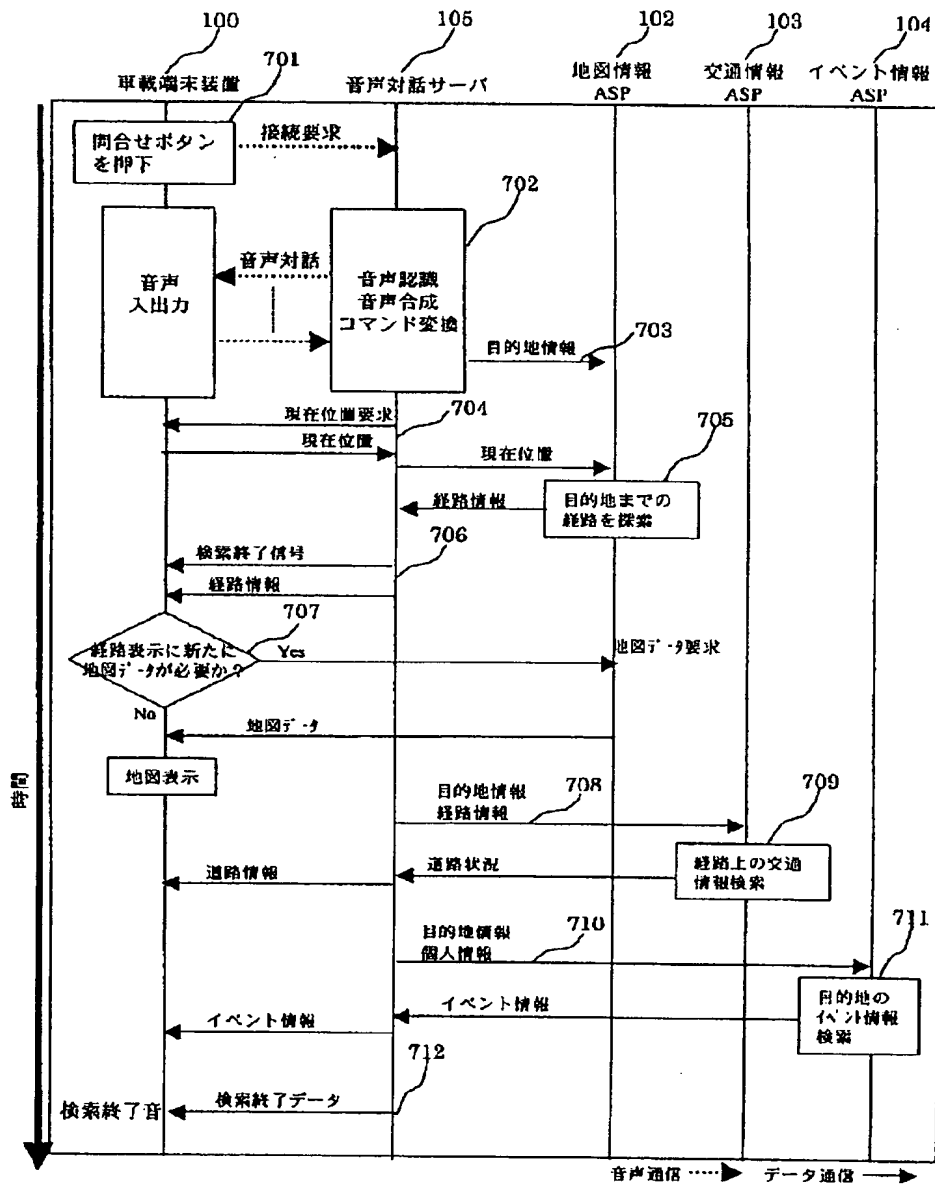 100
105
102
103
104
701
車載端末装置
音声対話サーバ
地図情報
ASP
交通情報
ASP
イベント情報
ASP
問合せボタン
を押下
接続要求
702
音声
入出力
音声対話
音声認識
音声合成
コマンド変換
目的地情報
703
現在位置要求
704
現在位置
現在位置
705
経路情報
目的地までの
経路を探索
706
検索終了信号
経路情報
707
経路表示に新たに
地図データが必要か?
Yes
地図データ要求
No
地図データ
地図表示
時間
目的地情報
経路情報
708
709
道路情報
道路状況
経路上の交通
情報検索
目的地情報
個人情報
710
711
イベント情報
イベント情報
目的地の
イベント情報
検索
712
検索終了音
検索終了データ
音声通信
データ通信